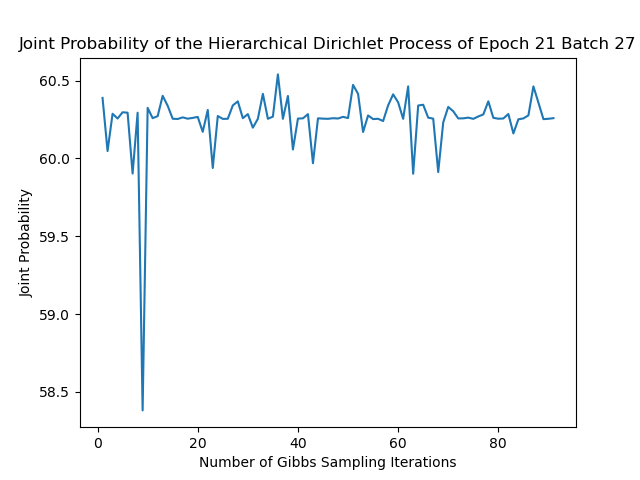 Joint Probability of the Hierarchical Dirichlet Process of Epoch 21 Batch 27
60.5
60.0
59.5
59.0
58.5
Joint Probability
0 20 40 60 80
Number of Gibbs Sampling Iterations